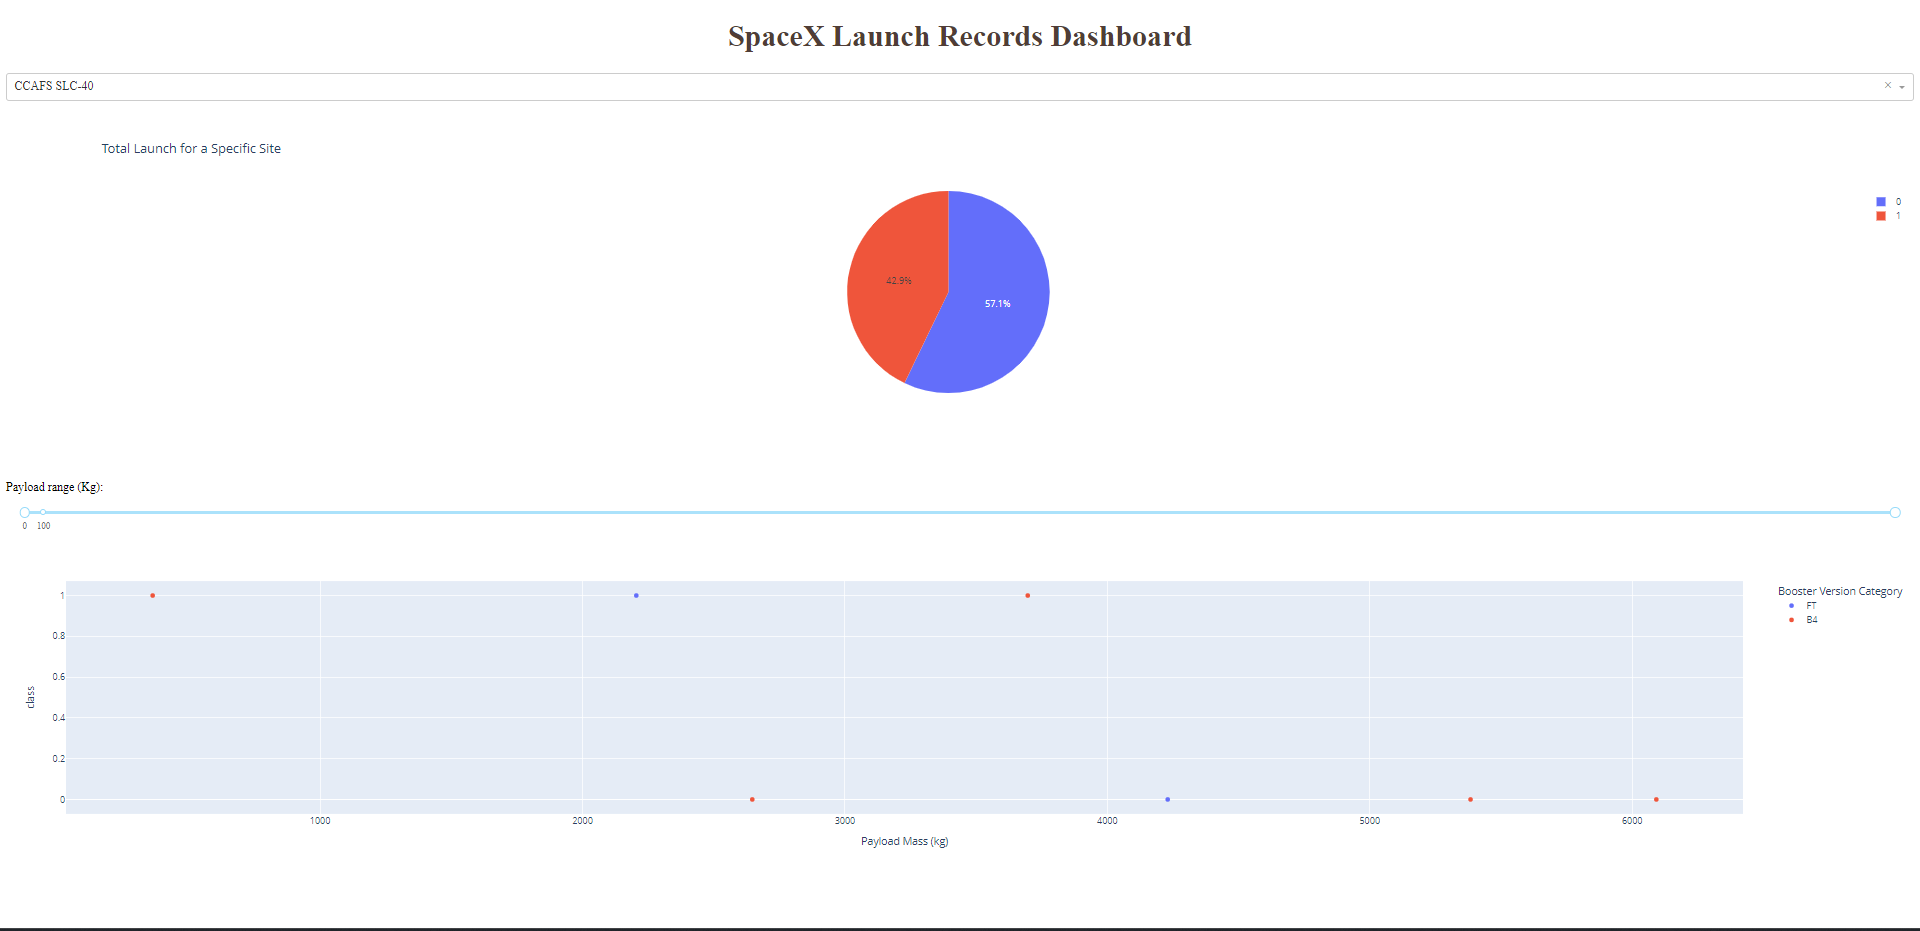 SpaceX Launch Records Dashboard
CCAFS SLC-40
×
Total Launch for a Specific Site
0
1
42.9%
57.1%
Payload range (Kg):
0 100
Booster Version Category
FT
B4
1
0.8
0.6
0.4
0.2
0
class
1000 2000 3000 4000 5000 6000
Payload Mass (kg)